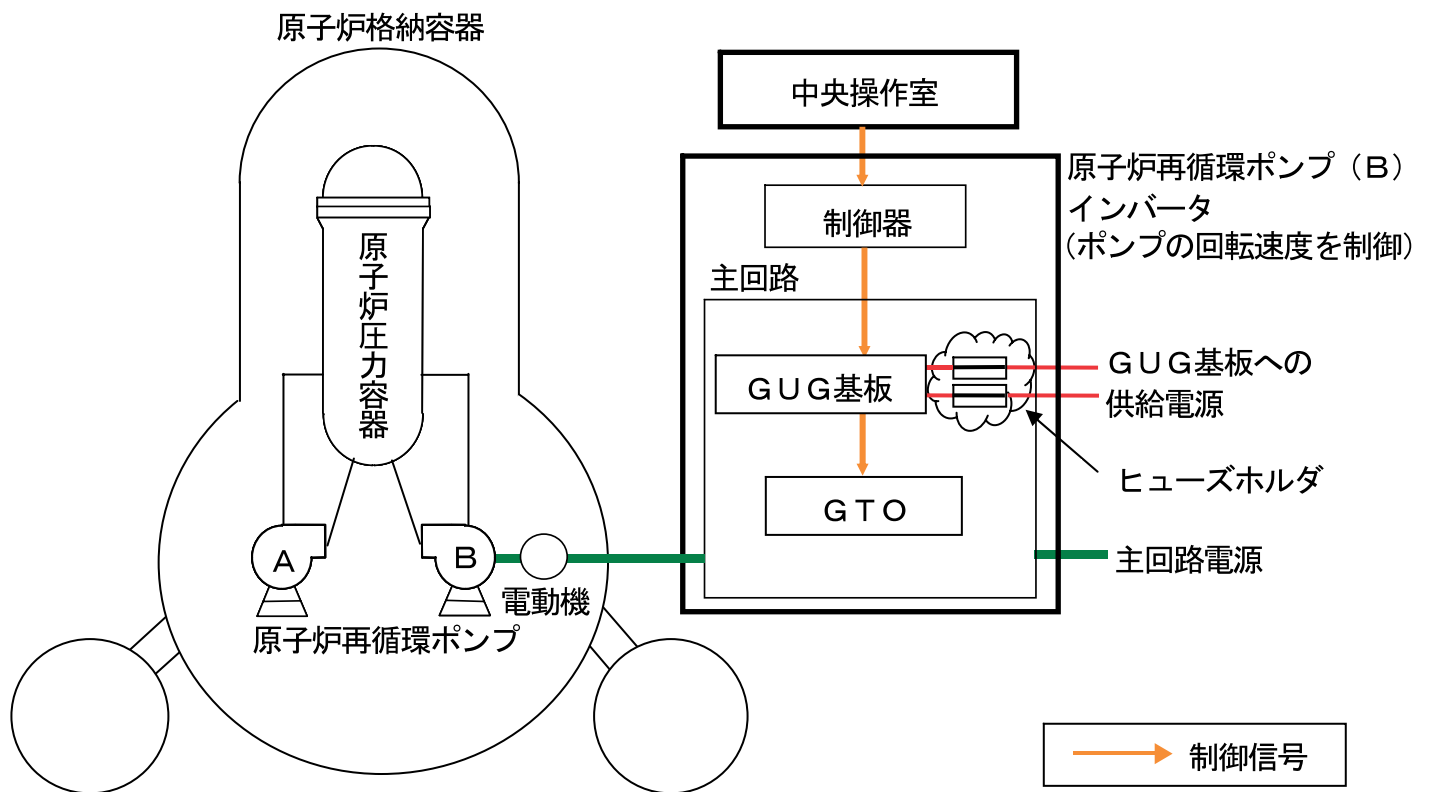 原子炉格納容器
中央操作室
原子炉再循環ポンプ（Ｂ）
インバータ
（ポンプの回転速度を制御）
制御器
主回路
原子炉圧力容器
ＧＵＧ基板
ＧＵＧ基板への
供給電源
ヒューズホルダ
ＧＴＯ
A
B
主回路電源
電動機
原子炉再循環ポンプ
制御信号